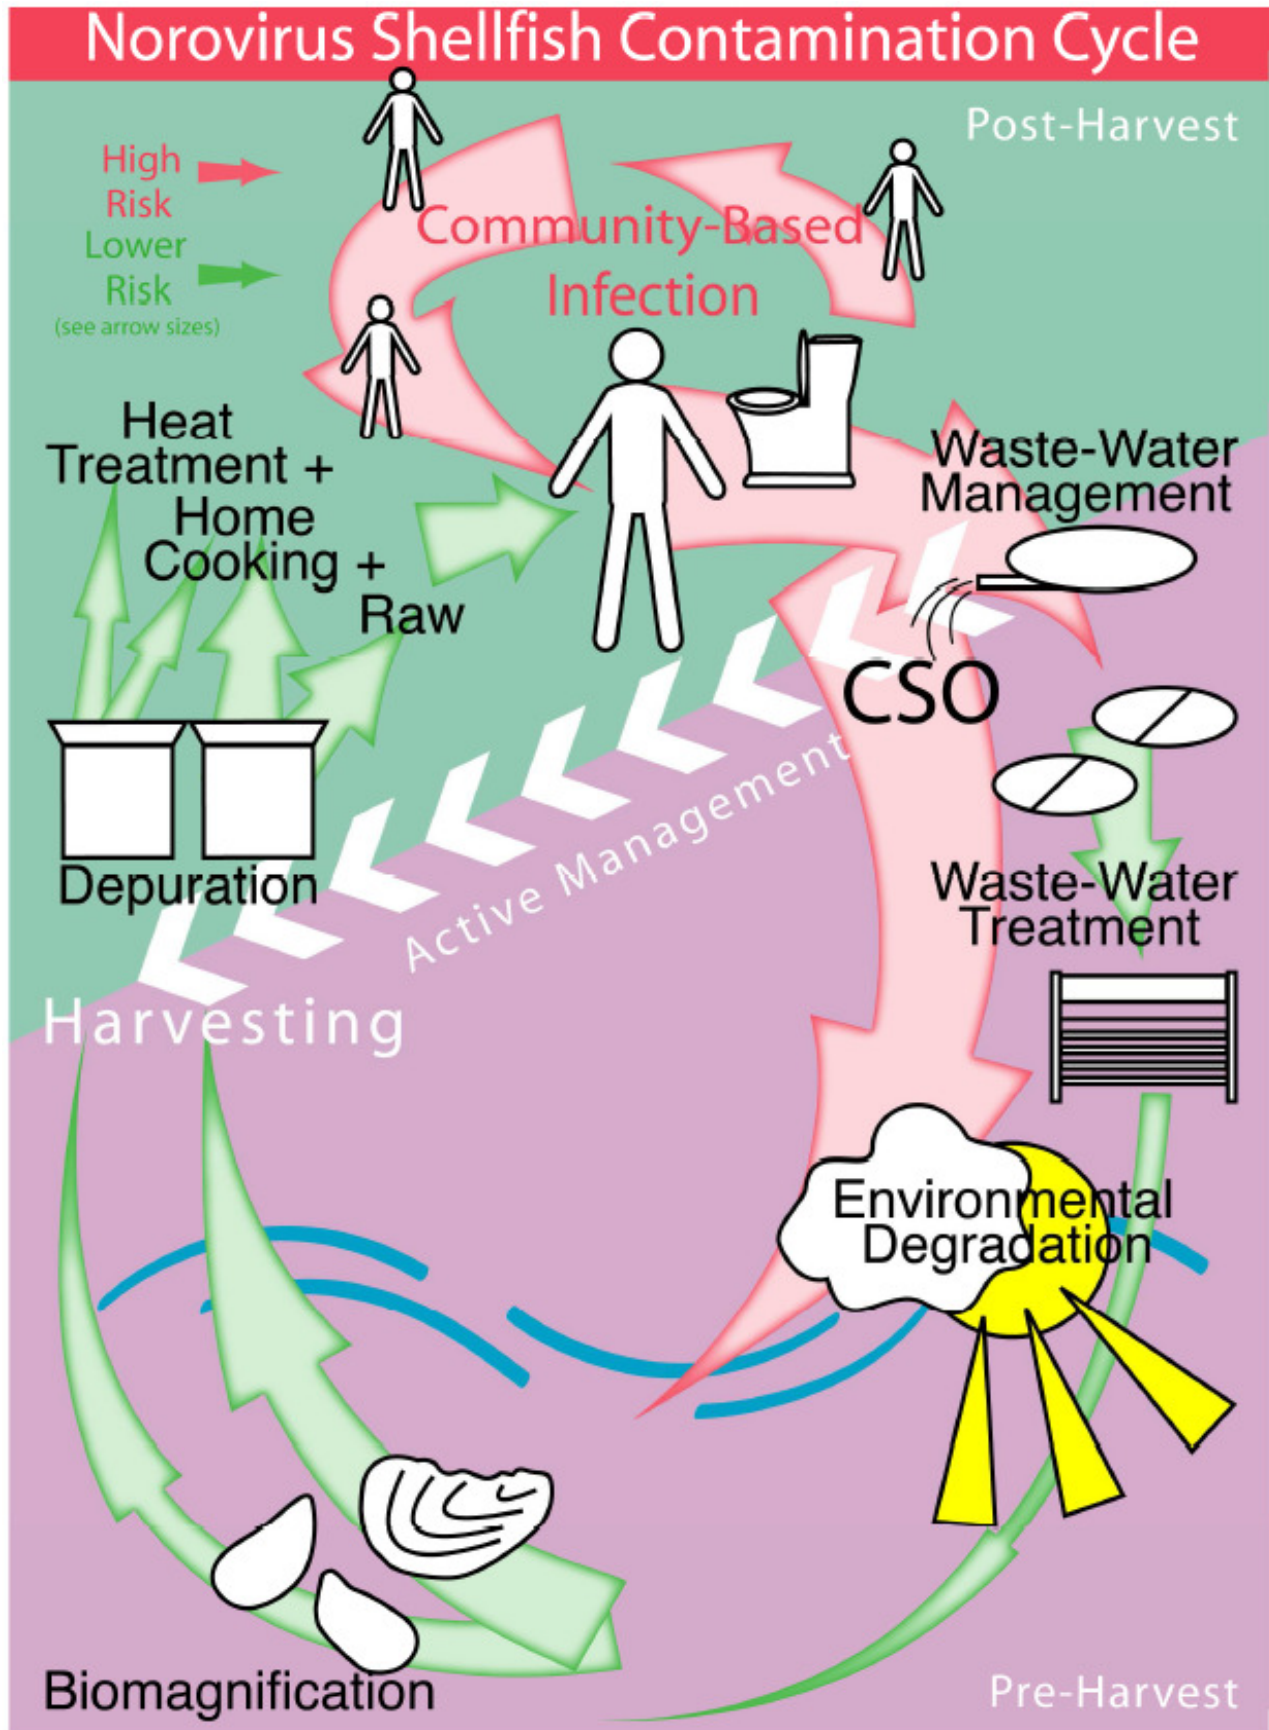 Norovirus Shellfish Contamination Cycle
Post-Harvest
High
Risk
Lower
Risk
(see arrow sizes)
Community-Based
Infection
Heat
Treatment +
Home
Cooking +
Raw
Waste-Water
Management
CSO
Depuration
Active Management
Waste-Water
Treatment
Harvesting
Environmental
Degradation
Biomagnification
Pre-Harvest